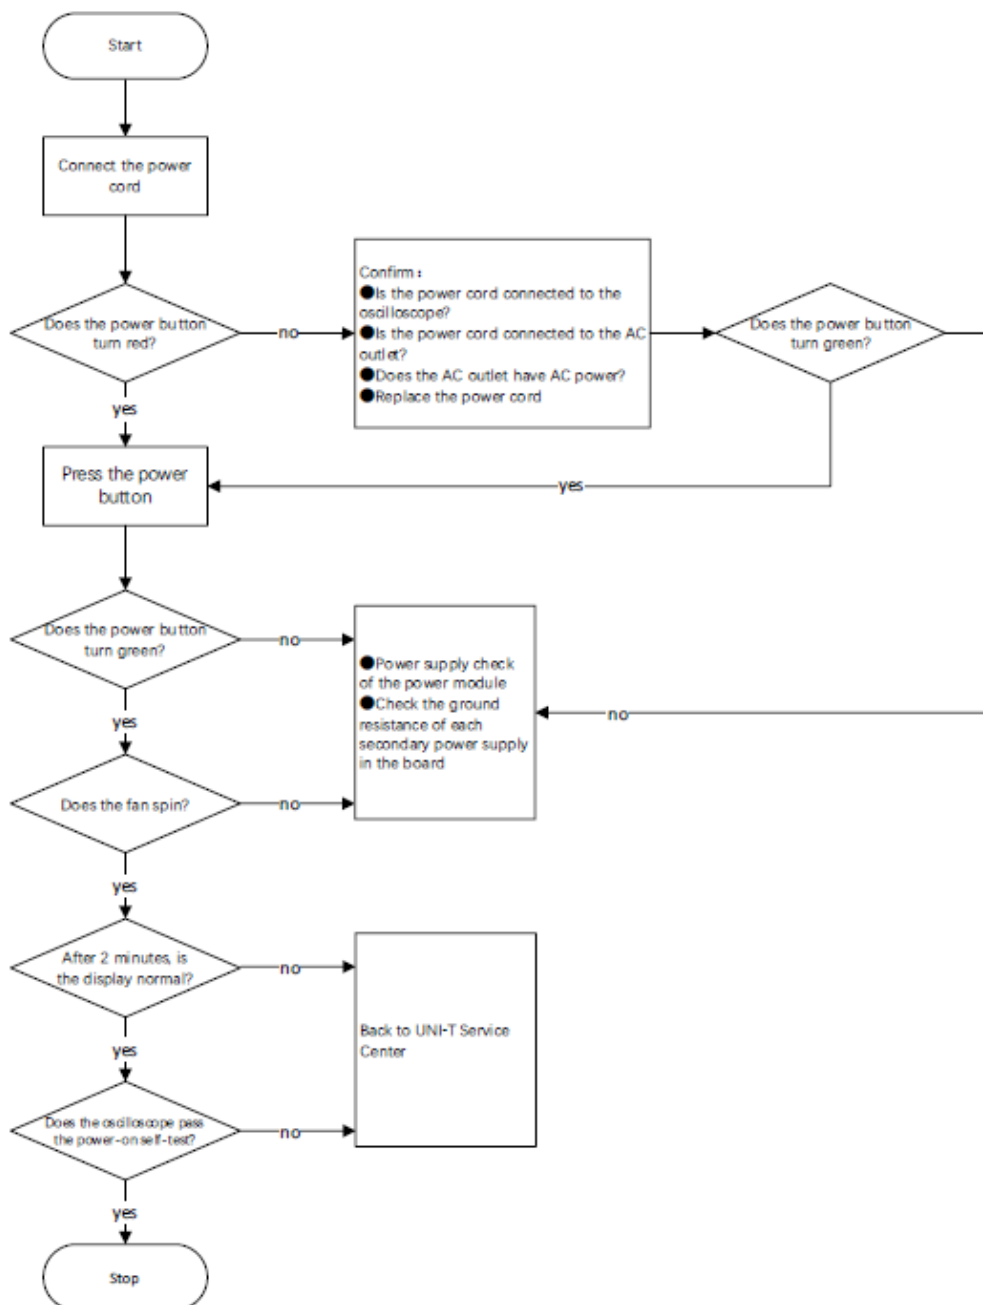 Start
Connect the power
cord
Does the power button
turn red?
no
Confirm：
●Is the power cord connected to the
oscilloscope?
●Is the power cord connected to the AC
outlet?
●Does the AC outlet have AC power?
●Replace the power cord
Does the power button
turn green?
yes
Press the power
button
yes
Does the power button
turn green?
no
●Power supply check
of the power module
●Check the ground
resistance of each
secondary power supply
in the board
no
yes
Does the fan spin?
no
yes
After 2 minutes, is
the display normal?
no
Back to UNI-T Service
Center
yes
Does the oscilloscope pass
the power-on self-test?
no
yes
Stop